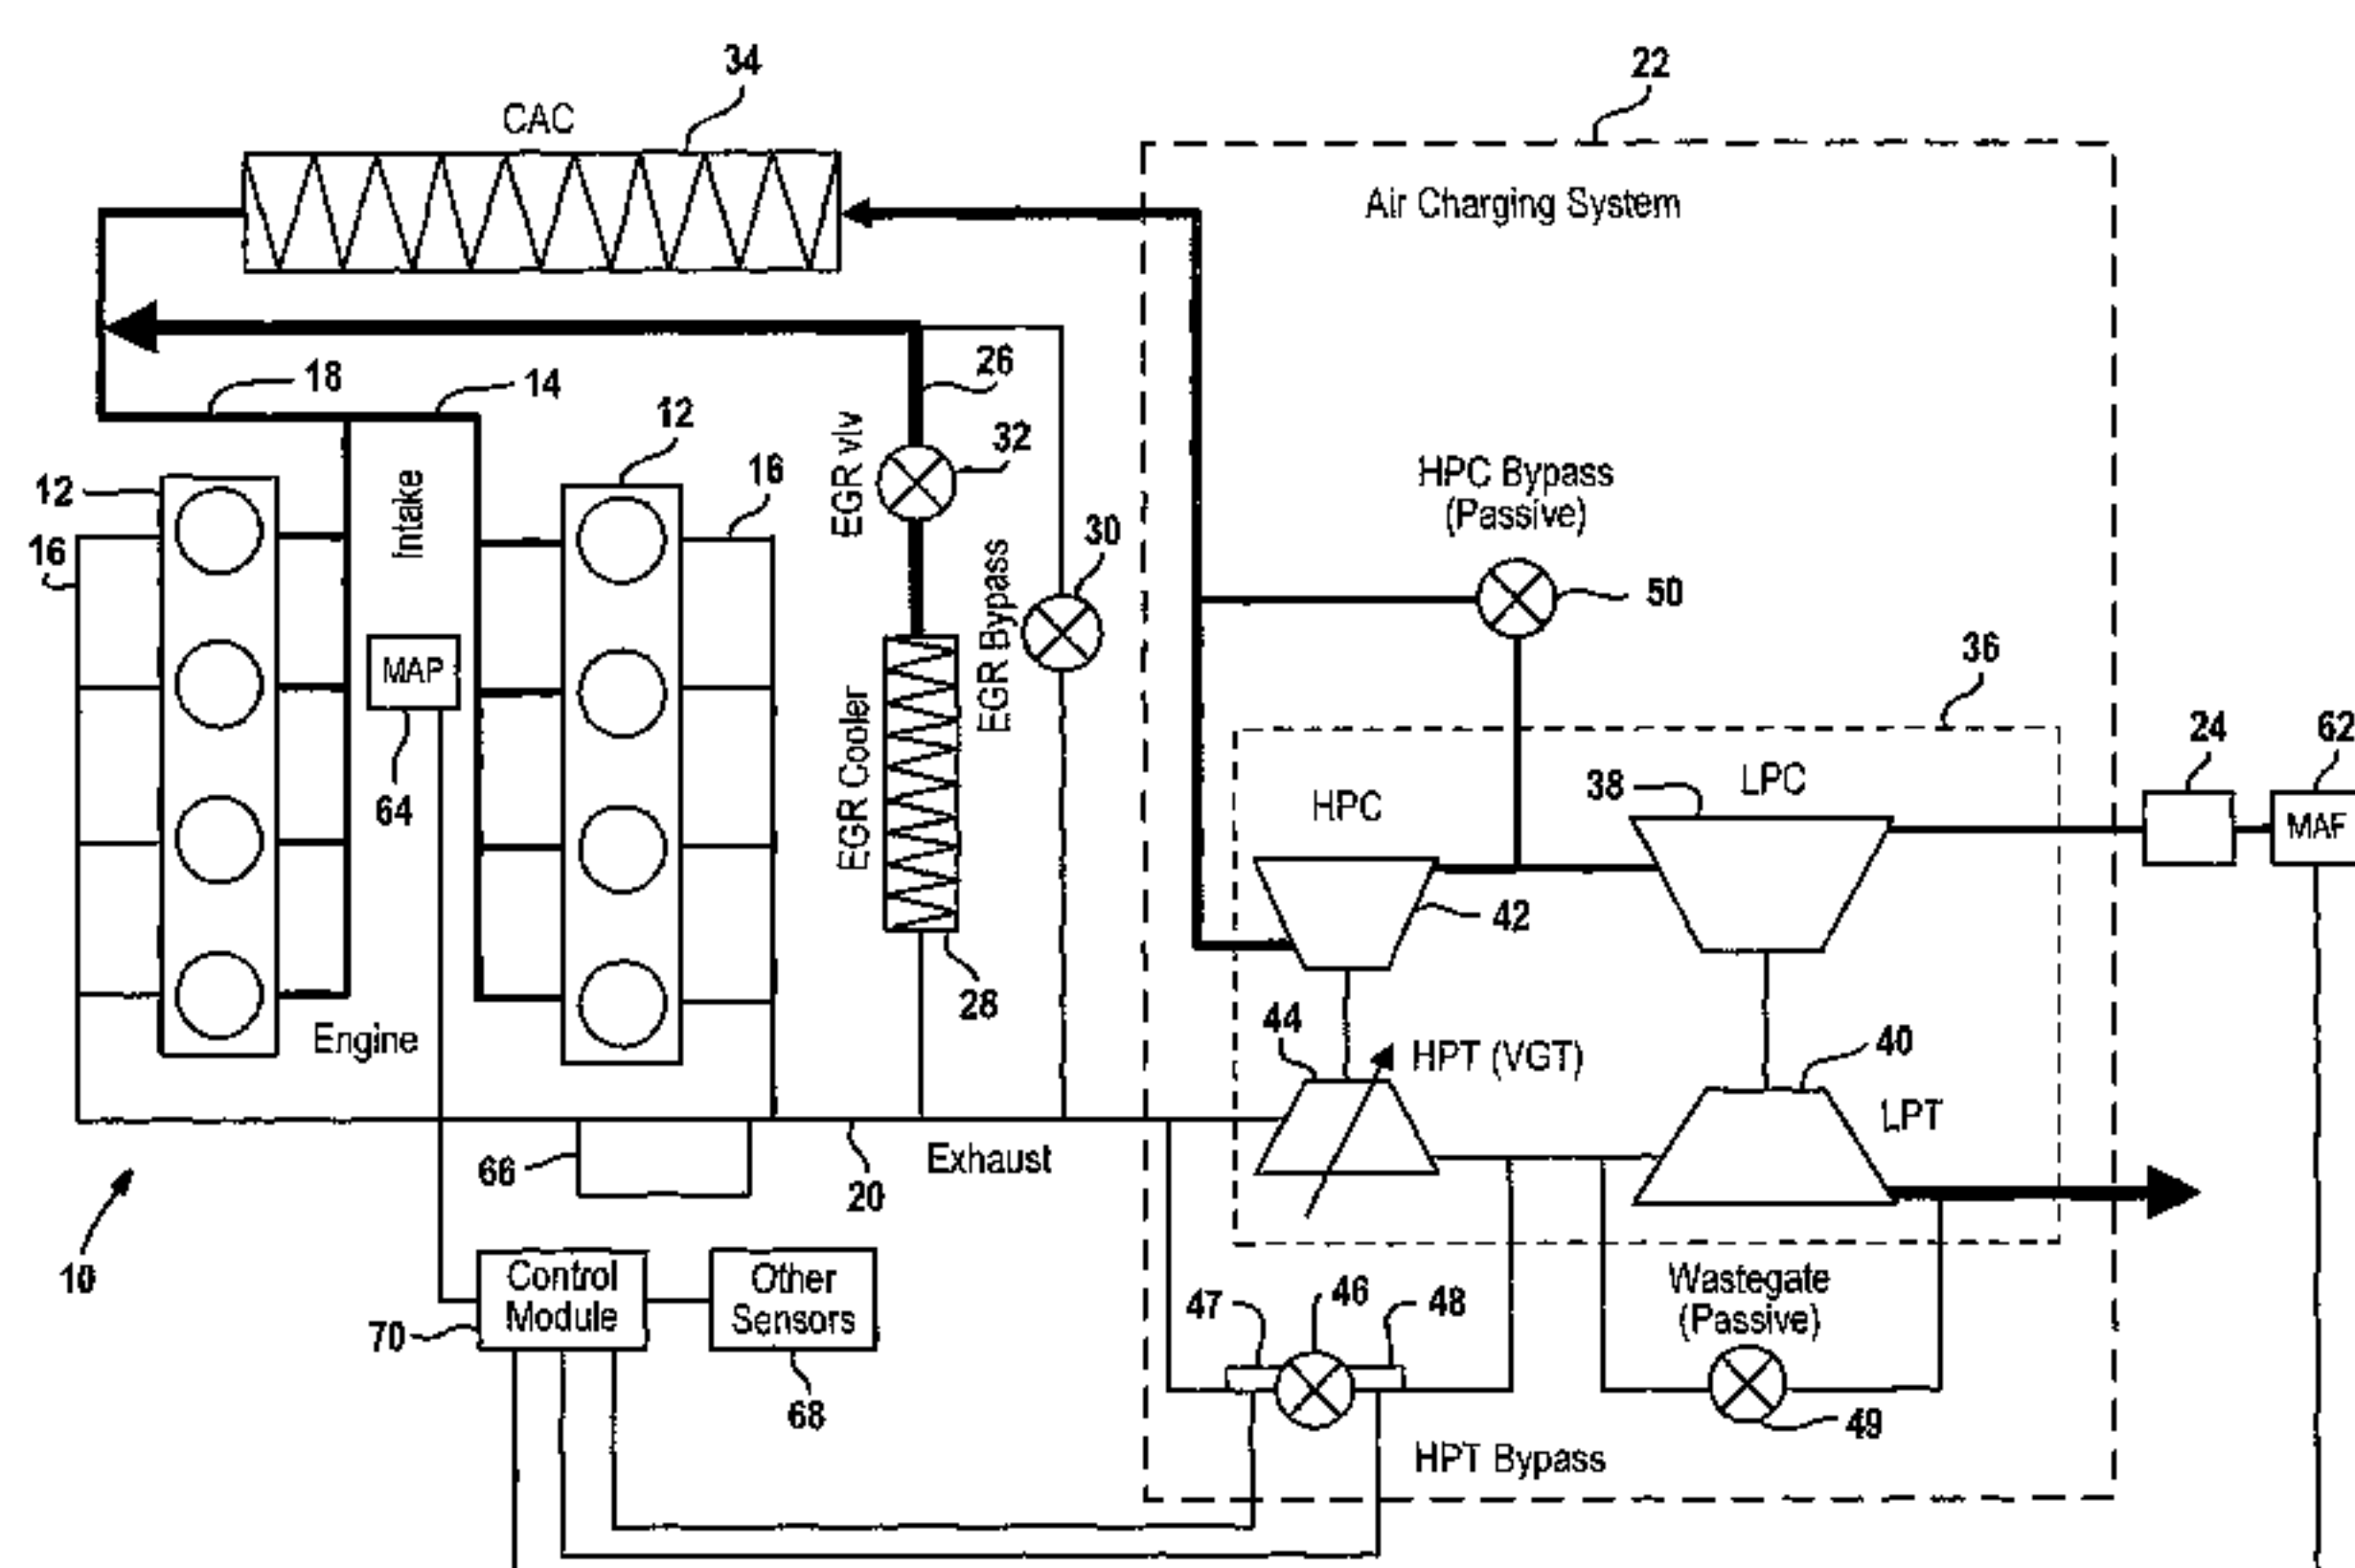 34
22
CAC
Air Charging System
26
18
14
12
32
16
EGR vlv
HPC Bypass
(Passive)
12
Intake
30
16
50
EGR Bypass
MAP
36
64
EGR Cooler
24
62
38
LPC
HPC
MAF
42
28
44
Engine
HPT (VGT)
40
LPT
66
20
Exhaust
10
Control
Module
Other
Sensors
70
68
47
46
48
Wastegate
(Passive)
49
HPT Bypass